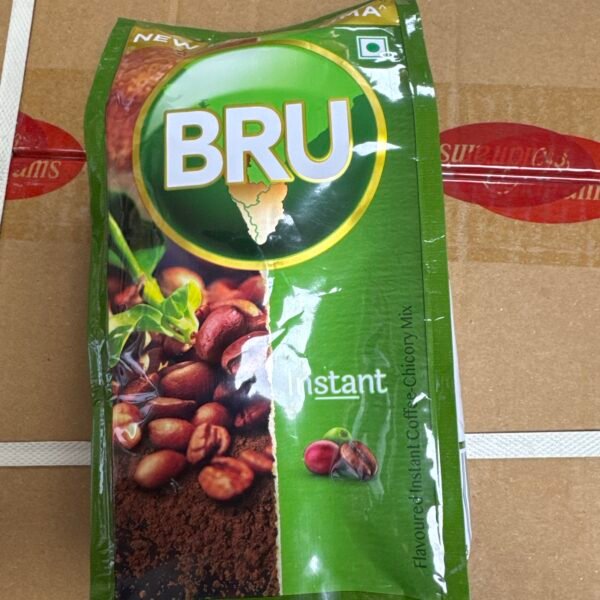 NEW
BRU
Instant
Flavoured Instant Coffee-Chicory Mix